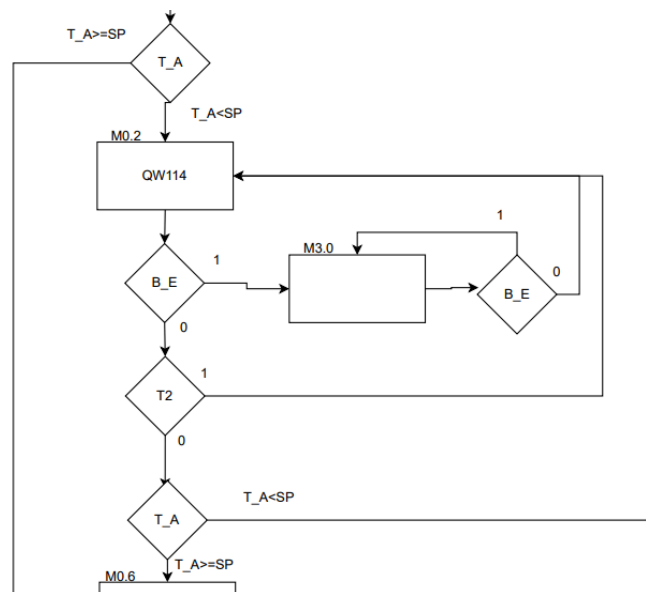 T_A>=SP
T_A
T_A<SP
M0.2
QW114
1
M3.0
B_E
1
B_E
0
0
T2
1
0
T_A<SP
T_A
T_A>=SP
M0.6